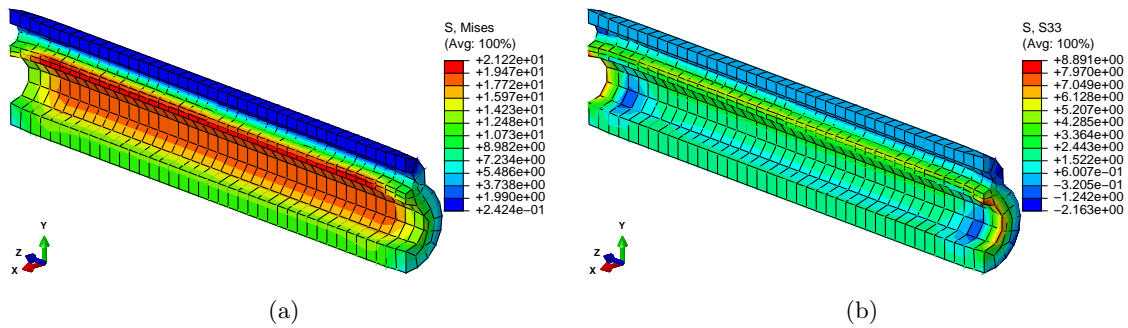 S, Mises
(Avg: 100%)
+2.122e+01
+1.947e+01
+1.772e+01
+1.597e+01
+1.423e+01
+1.248e+01
+1.073e+01
+8.982e+00
+7.234e+00
+5.486e+00
+3.738e+00
+1.990e+00
+2.424e−01
Y
Z
X
(a)
S, S33
(Avg: 100%)
+8.891e+00
+7.970e+00
+7.049e+00
+6.128e+00
+5.207e+00
+4.285e+00
+3.364e+00
+2.443e+00
+1.522e+00
+6.007e−01
−3.205e−01
−1.242e+00
−2.163e+00
Y
Z
X
(b)